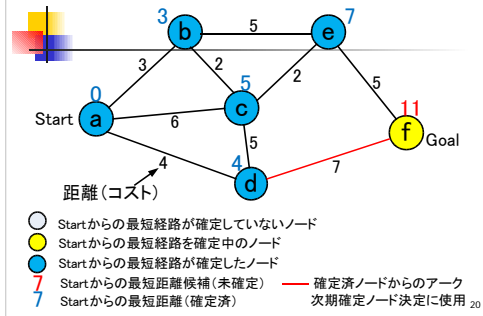 3
b
5
e
7
3
2
5
2
5
0
a
Start
6
c
11
f
Goal
5
4
4
d
7
距離(コスト)
Startからの最短経路が確定していないノード
Startからの最短経路を確定中のノード
Startからの最短経路が確定したノード
7 Startからの最短距離候補(未確定)
7 Startからの最短距離(確定済)
確定済ノードからのアーク
次期確定ノード決定に使用
20